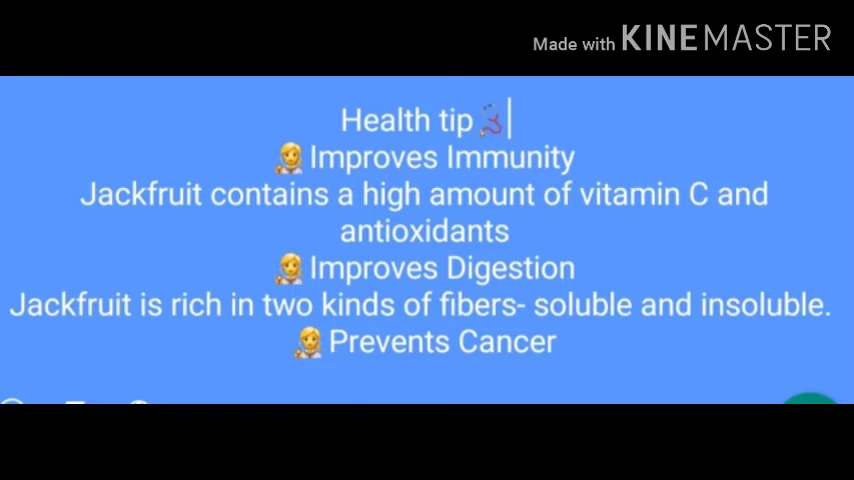 Made with KINEMASTER
Health tip🩺
👩‍⚕️Improves Immunity
Jackfruit contains a high amount of vitamin C and
antioxidants
👩‍⚕️Improves Digestion
Jackfruit is rich in two kinds of fibers- soluble and insoluble.
👩‍⚕️Prevents Cancer